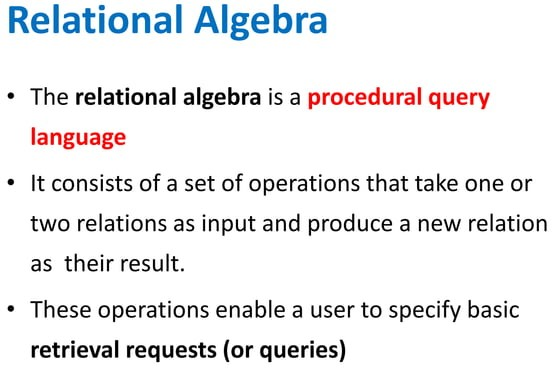 Relational Algebra
• The relational algebra is a procedural query
language
• It consists of a set of operations that take one or
two relations as input and produce a new relation
as  their result.
• These operations enable a user to specify basic
retrieval requests (or queries)